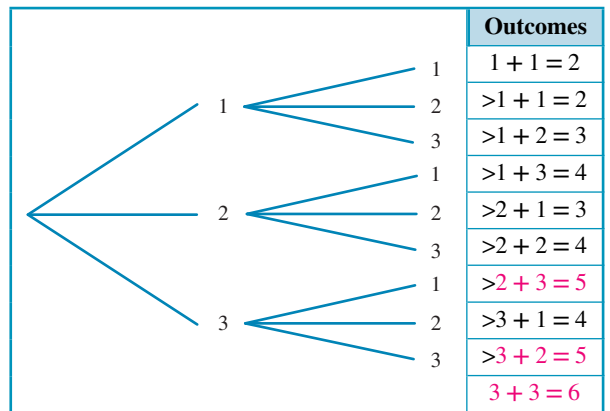 Outcomes
1 + 1 = 2
1
1
>1 + 1 = 2
2
3
>1 + 2 = 3
1
>1 + 3 = 4
2
2
>2 + 1 = 3
3
>2 + 2 = 4
1
>2 + 3 = 5
3
2
>3 + 1 = 4
3
>3 + 2 = 5
3 + 3 = 6